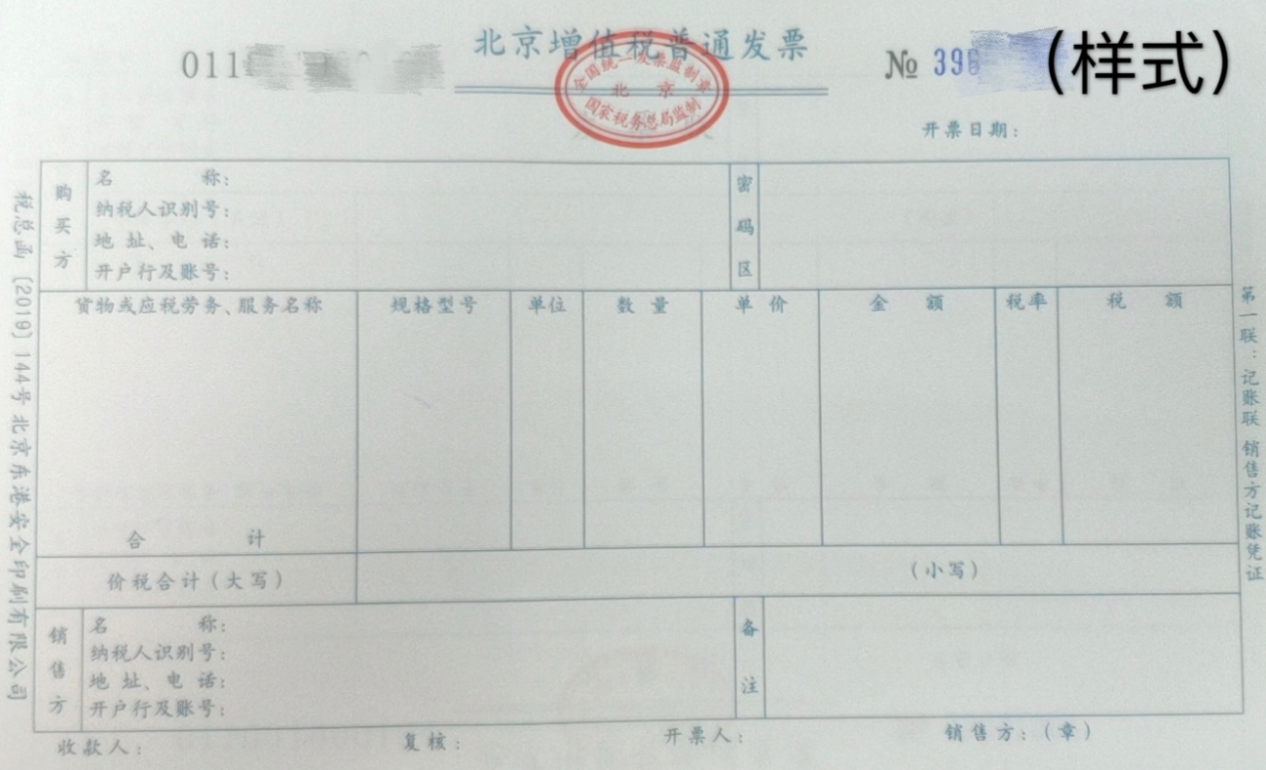 011
北京增值税普通发票
全国统一发票监制章
北京
国家税务总局监制
№ 396
(样式)
开票日期：
购买方
名 称：
纳税人识别号：
地 址、电 话：
开户行及账号：
密码区
货物或应税劳务、服务名称 规格型号 单位 数 量 单 价 金 额 税率 税 额
合 计
价税合计（大写） （小写）
销售方
名 称：
纳税人识别号：
地 址、电 话：
开户行及账号：
备注
收款人： 复核： 开票人： 销售方：（章）
税总函〔2019〕144号北京东港安全印刷有限公司
第一联：记账联 销售方记账凭证